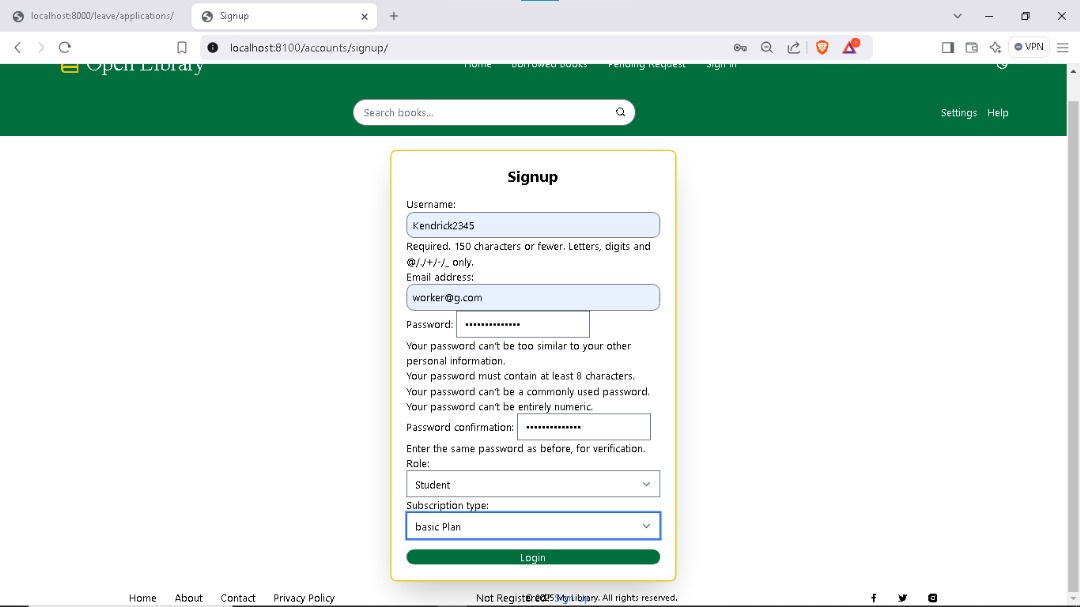 localhost:8000/leave/applications/
Signup
localhost:8100/accounts/signup/
VPN
Open Library
Home Borrowed Books Pending Request Sign In
Search books...
Settings Help
Signup
Username:
Kendrick2345
Required. 150 characters or fewer. Letters, digits and
@/./+/-/_ only.
Email address:
worker@g.com
Password: ••••••••••••••
Your password can't be too similar to your other
personal information.
Your password must contain at least 8 characters.
Your password can't be a commonly used password.
Your password can't be entirely numeric.
Password confirmation: ••••••••••••••
Enter the same password as before, for verification.
Role:
Student
Subscription type:
basic Plan
Login
Home About Contact Privacy Policy
Not Registered? Sign Up
© 2025 My Library. All rights reserved.